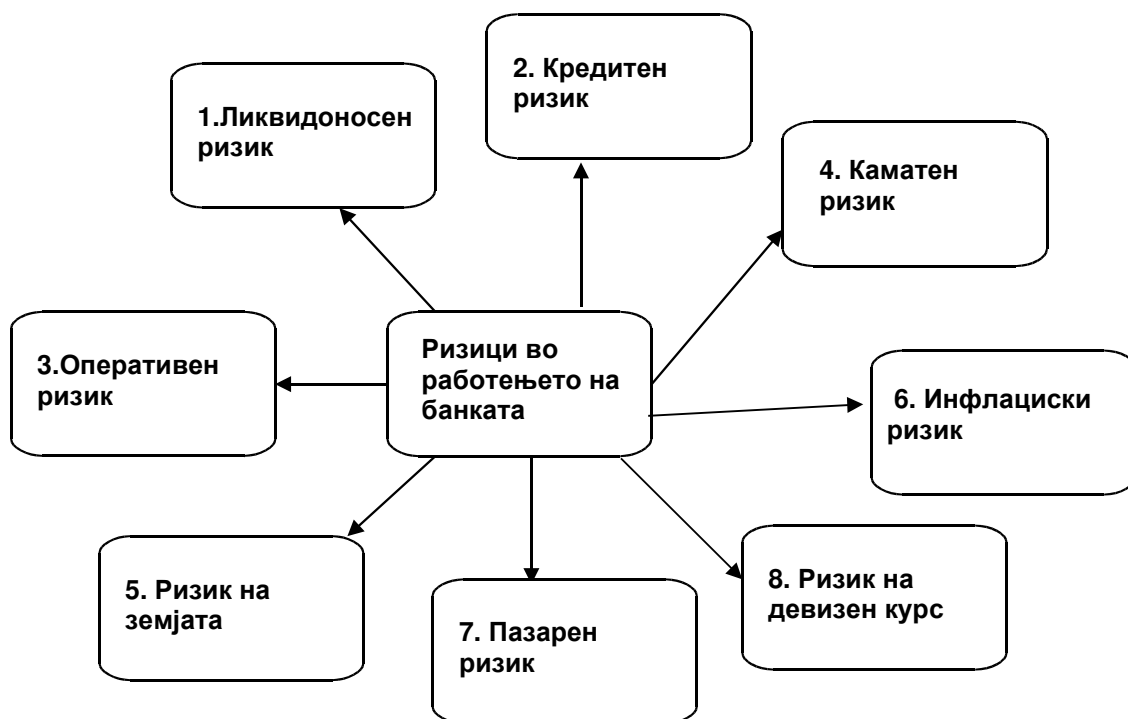 1.Ликвидоносен
ризик
2. Кредитен
ризик
4. Каматен
ризик
3.Оперативен
ризик
Ризици во
работењето на
банката
6. Инфлациски
ризик
5. Ризик на
земјата
7. Пазарен
ризик
8. Ризик на
девизен курс